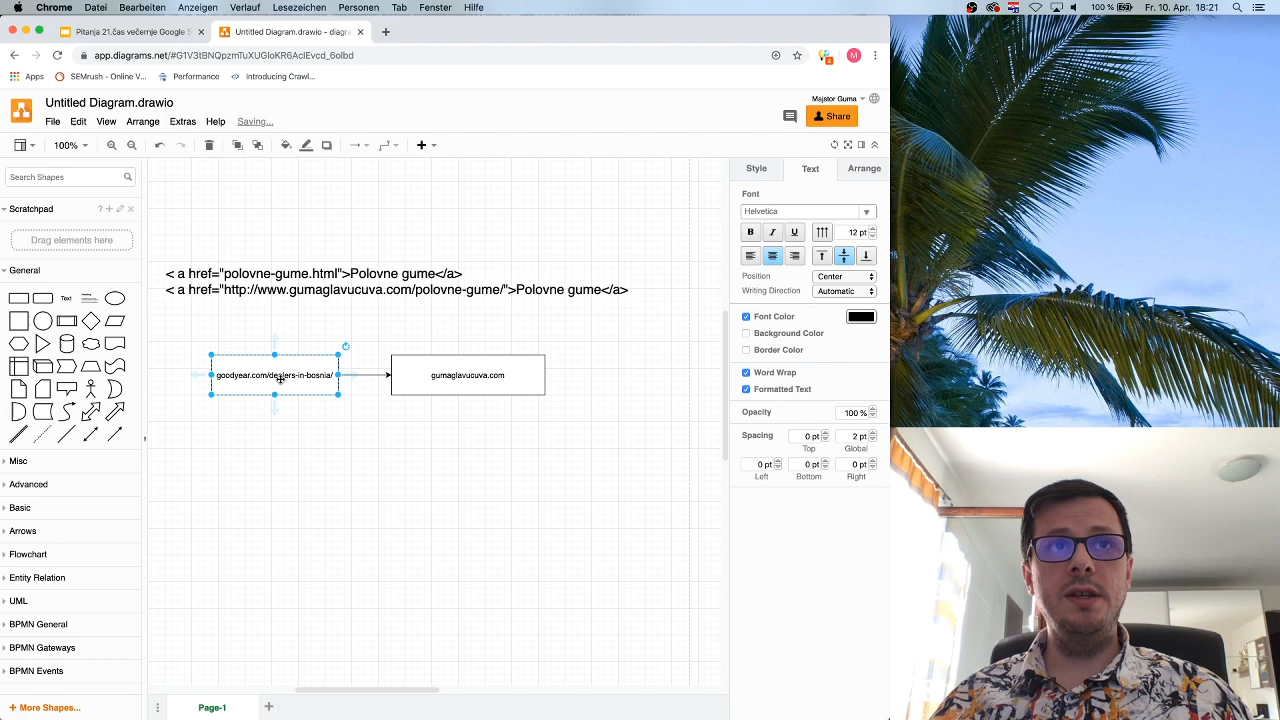 Chrome Datei Bearbeiten Anzeigen Verlauf Lesezeichen Personen Tab Fenster Hilfe
100 % Fr. 10. Apr. 18:21
Pitanja 21.čas večernje Google S
Untitled Diagram.drawio - diagr
app.diagrams.net/#G1V3tBNQpzmTuXUGloKR6AclEvcd_6olbd
M
4
Apps SEMrush - Online V... Performance Introducing Crawl...
Untitled Diagram.drawio
Majstor Guma
File Edit Arrange Extras Help Saving...
Share
100%
Search Shapes
Style Text Arrange
Scratchpad
? + ×
Drag elements here
Font
Helvetica
B I U 12 pt
General
Text
Position Center
Writing Direction Automatic
< a href="polovne-gume.html">Polovne gume</a>
< a href="http://www.gumaglavucuva.com/polovne-gume/">Polovne gume</a>
Font Color
Background Color
Border Color
goodyear.com/dealers-in-bosnia/
gumaglavucuva.com
Word Wrap
Formatted Text
Opacity 100 %
Spacing 0 pt 2 pt
Top Global
0 pt 0 pt 0 pt
Left Bottom Right
Misc
Advanced
Basic
Arrows
Flowchart
Entity Relation
UML
BPMN General
BPMN Gateways
BPMN Events
+ More Shapes...
Page-1